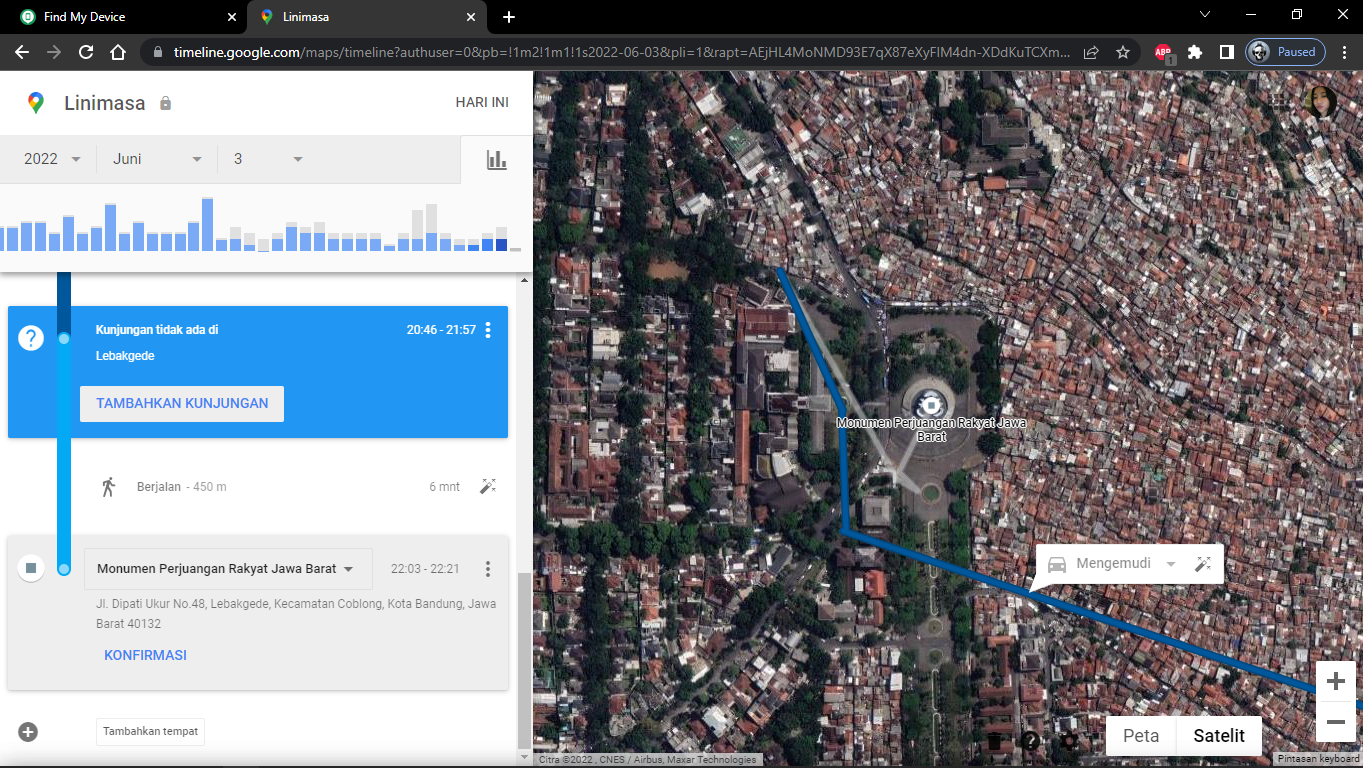 Find My Device
Linimasa
timeline.google.com/maps/timeline?authuser=0&pb=!1m2!1m1!1s2022-06-03&pli=1&rapt=AEjHL4MoNMD93E7qX87eXyFlM4dn-XDdKuTCXm...
ABP
1
Paused
Linimasa
HARI INI
2022
Juni
3
Kunjungan tidak ada di
20:46 - 21:57
Lebakgede
TAMBAHKAN KUNJUNGAN
Berjalan - 450 m
6 mnt
Monumen Perjuangan Rakyat Jawa Barat
22:03 - 22:21
Jl. Dipati Ukur No.48, Lebakgede, Kecamatan Coblong, Kota Bandung, Jawa
Barat 40132
KONFIRMASI
Tambahkan tempat
Monumen Perjuangan Rakyat Jawa
Barat
Mengemudi
Peta
Satelit
Citra ©2022 , CNES / Airbus, Maxar Technologies
Pintasan keyboard